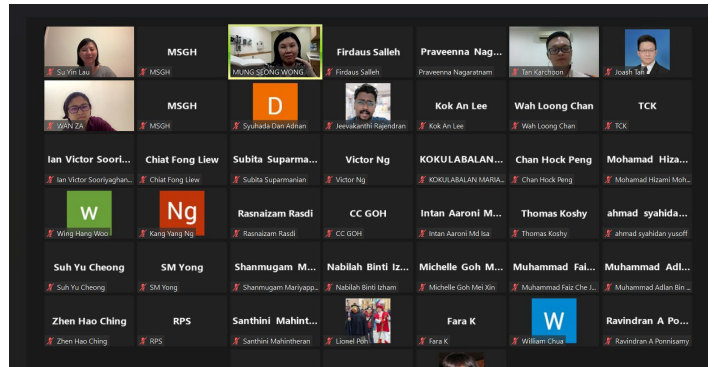 MSGH
Firdaus Salleh
Praveenna Nag...
Su Yin Lau
MSGH
MUNG SEONG WONG
Firdaus Salleh
Praveenna Nagaratnam
Tan Karchoon
Joash Tan
MSGH
D
Kok An Lee
Wah Loong Chan
TCK
WAN ZA
MSGH
Syuhada Dan Adnan
Jeevakanthi Rajendran
Kok An Lee
Wah Loong Chan
TCK
Ian Victor Soori...
Chiat Fong Liew
Subita Suparma...
Victor Ng
KOKULABALAN...
Chan Hock Peng
Mohamad Hiza...
Ian Victor Sooriyaghan...
Chiat Fong Liew
Subita Suparmanian
Victor Ng
KOKULABALAN MARIA...
Chan Hock Peng
Mohamad Hizami Moh...
W
Ng
Rasnaizam Rasdi
CC GOH
Intan Aaroni M...
Thomas Koshy
ahmad syahida...
Wing Hang Woo
Kang Yang Ng
Rasnaizam Rasdi
CC GOH
Intan Aaroni Md Isa
Thomas Koshy
ahmad syahidan yusoff
Suh Yu Cheong
SM Yong
Shanmugam M...
Nabilah Binti Iz...
Michelle Goh M...
Muhammad Fai...
Muhammad Adl...
Suh Yu Cheong
SM Yong
Shanmugam Mariyapp...
Nabilah Binti Izham
Michelle Goh Mei Xin
Muhammad Faiz Che J...
Muhammad Adlan Bin ...
Zhen Hao Ching
RPS
Santhini Mahint...
Fara K
W
Ravindran A Po...
Zhen Hao Ching
RPS
Santhini Mahintheran
Lionel Poh
Fara K
William Chua
Ravindran A Ponnisamy